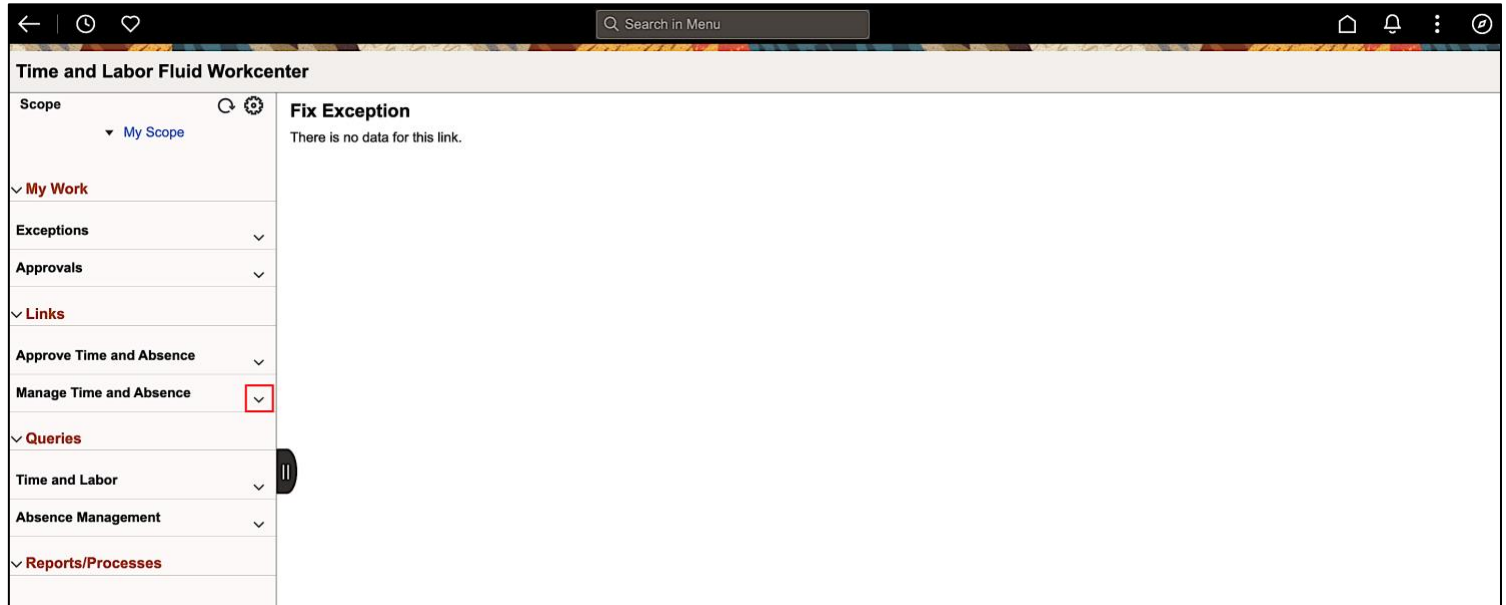 Search in Menu
Time and Labor Fluid Workcenter
Scope
My Scope
My Work
Exceptions
Approvals
Links
Approve Time and Absence
Manage Time and Absence
Queries
Time and Labor
Absence Management
Reports/Processes
Fix Exception
There is no data for this link.